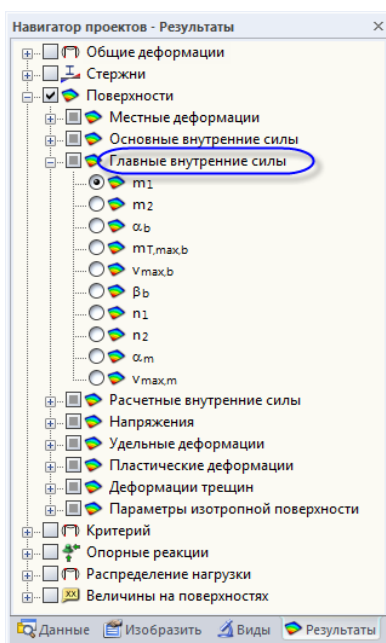 Навигатор проектов - Результаты
Общие деформации
Стержни
Поверхности
Местные деформации
Основные внутренние силы
Главные внутренние силы
m1
m2
αb
mT,max,b
vmax,b
βb
n1
n2
αm
vmax,m
Расчетные внутренние силы
Напряжения
Удельные деформации
Пластические деформации
Деформации трещин
Параметры изотропной поверхности
Критерий
Опорные реакции
Распределение нагрузки
Величины на поверхностях
Данные Изобразить Виды Результаты